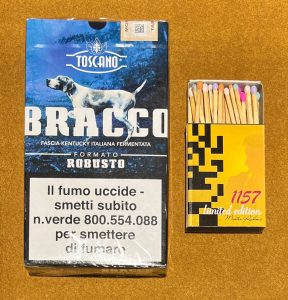 TOSCANO
BRACCO
FASCIA KENTUCKY ITALIANA FERMENTATA
FORMATO
ROBUSTO
Il fumo uccide -
smetti subito
n.verde 800.554.088
per smettere
di fumare
1157
limited edition